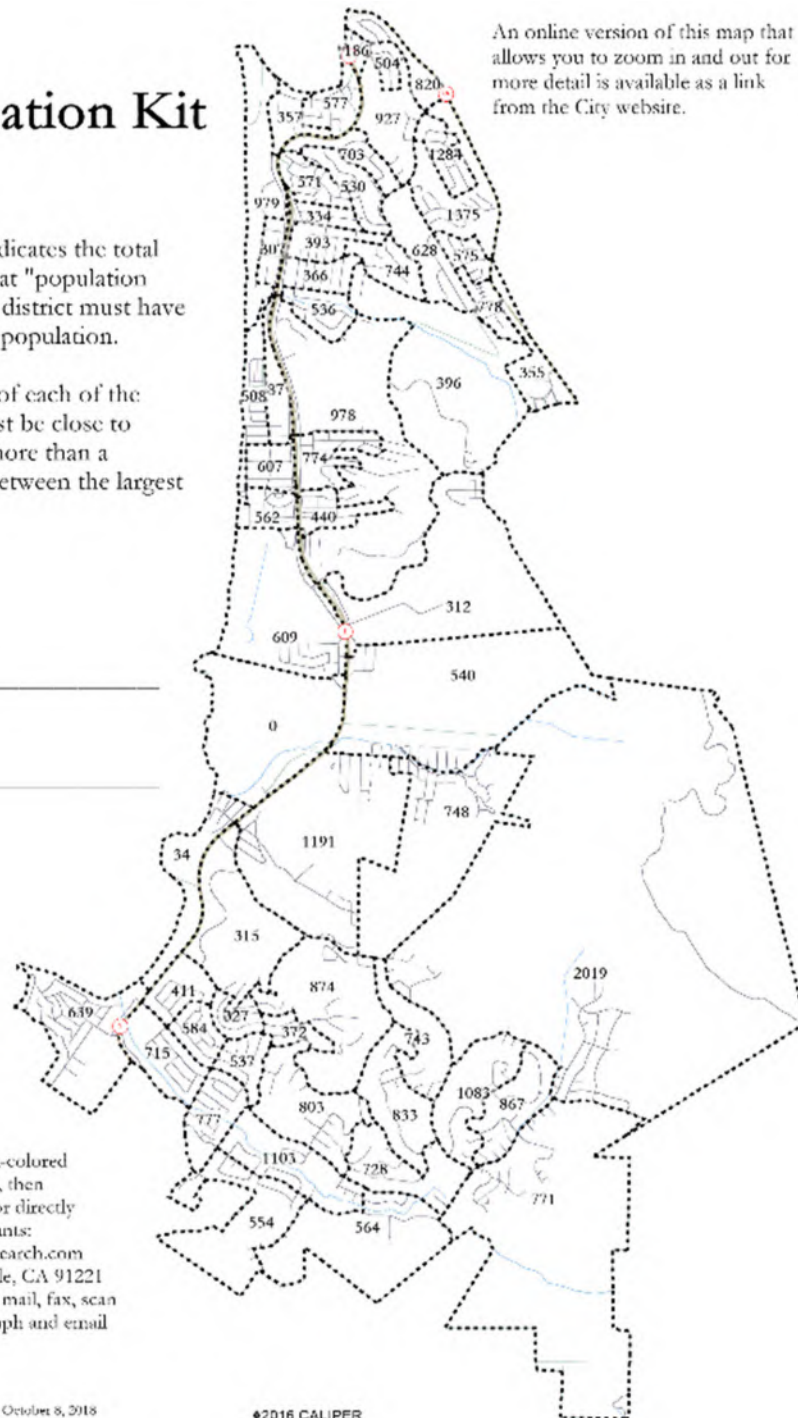 ation Kit
An online version of this map that
allows you to zoom in and out for
more detail is available as a link
from the City website.
dicates the total
at "population
district must have
population.
of each of the
st be close to
more than a
between the largest
186
504
820
577
357
927
703
1284
571
530
979
334
1375
307
393
628
575
366
744
536
778
355
396
508
37
978
607
774
562
440
312
609
540
0
748
1191
34
315
2019
874
411
327
639
584
372
743
715
537
1083
867
803
833
777
1103
728
771
554
564
-colored
, then
or directly
ants:
earch.com
le, CA 91221
mail, fax, scan
aph and email
October 8, 2018
©2016 CALIPER